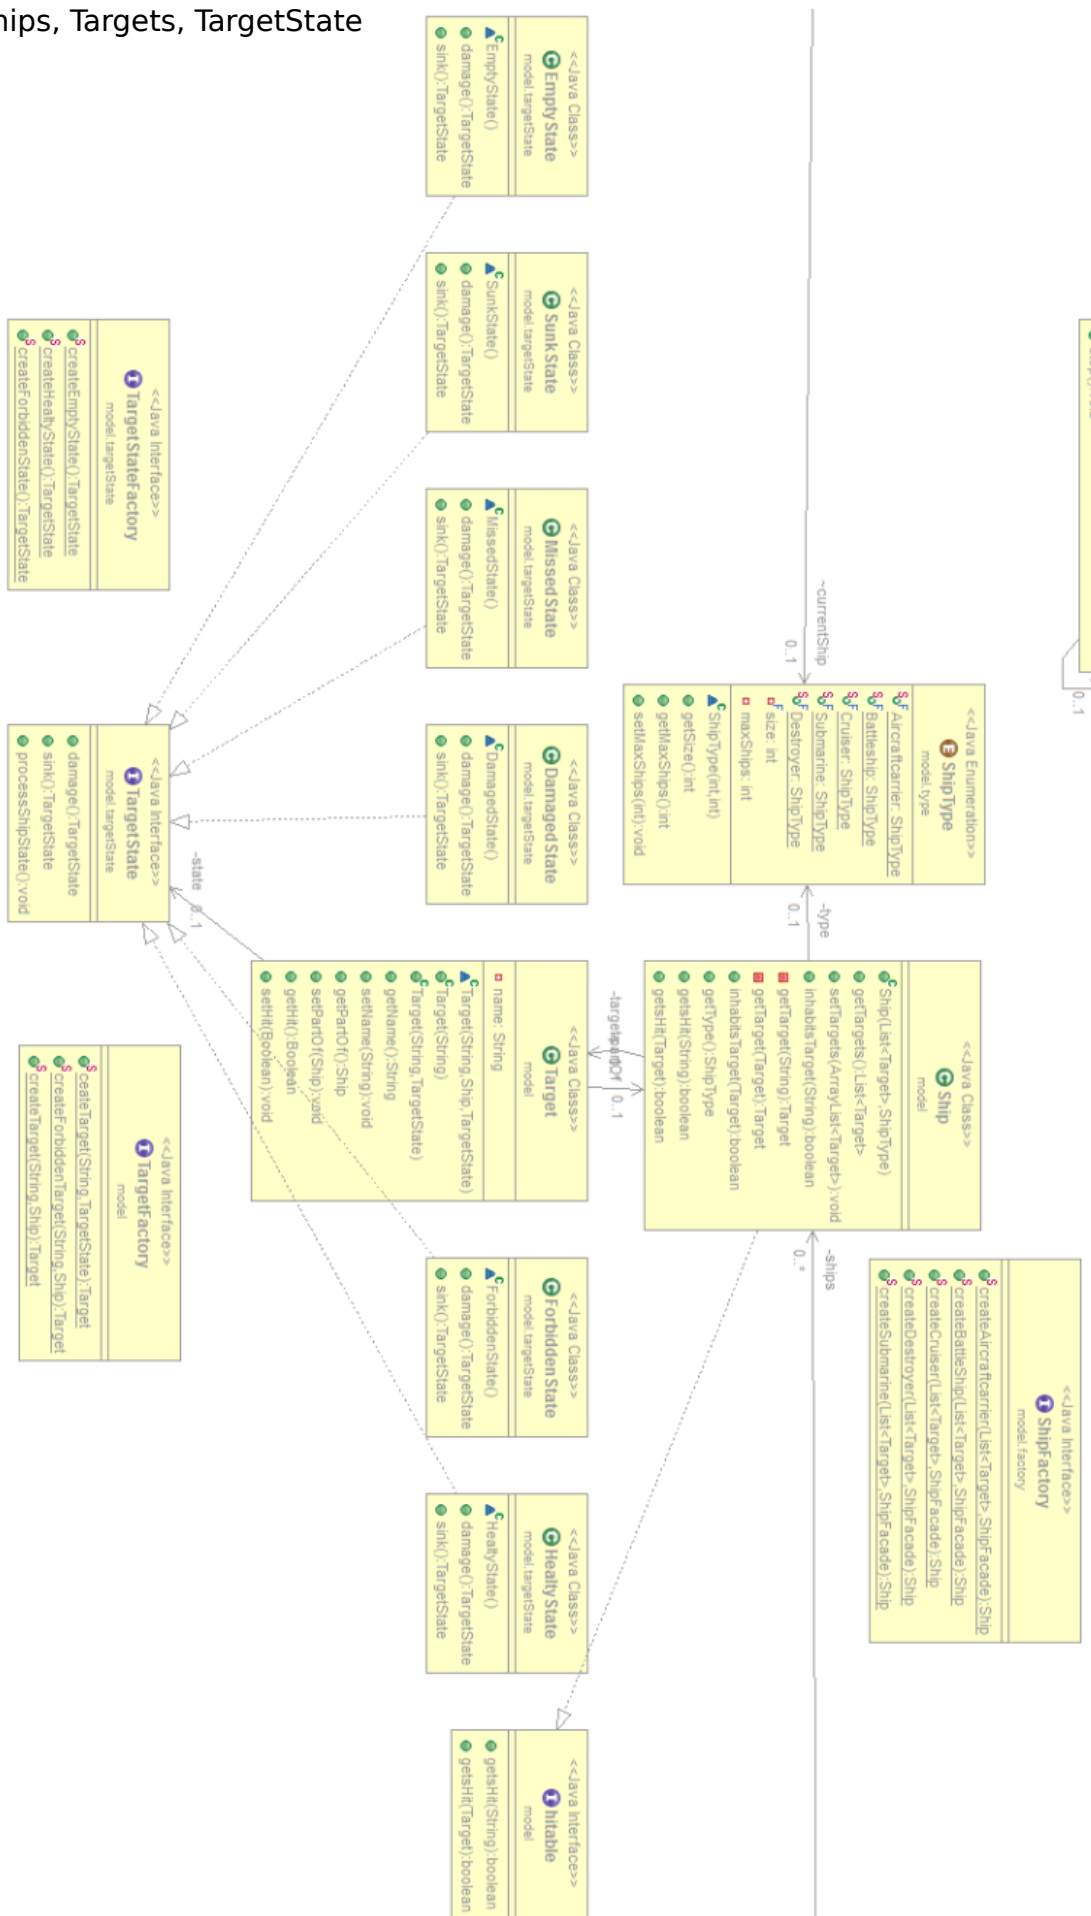 hips, Targets, TargetState
<<Java Class>>
EmptyState
model.targetState
EmptyState()
damage():TargetState
sink():TargetState
<<Java Class>>
SunkState
model.targetState
SunkState()
damage():TargetState
sink():TargetState
<<Java Class>>
MissedState
model.targetState
MissedState()
damage():TargetState
sink():TargetState
<<Java Class>>
DamagedState
model.targetState
DamagedState()
damage():TargetState
sink():TargetState
<<Java Class>>
ForbiddenState
model.targetState
ForbiddenState()
damage():TargetState
sink():TargetState
<<Java Class>>
HealtyState
model.targetState
HealtyState()
damage():TargetState
sink():TargetState
<<Java Interface>>
hitable
model
getsHit(String):boolean
getsHit(Target):boolean
<<Java Interface>>
TargetStateFactory
model.targetState
createEmptyState():TargetState
createHealtyState():TargetState
createForbiddenState():TargetState
<<Java Interface>>
TargetState
model.targetState
damage():TargetState
sink():TargetState
processShipState():void
-state 0..1
<<Java Interface>>
TargetFactory
model
createTarget(String,TargetState):Target
createForbiddenTarget(String,Ship):Target
createTarget(String,Ship):Target
<<Java Class>>
Target
model
name: String
Target(String,Ship,TargetState)
Target(String)
Target(String,TargetState)
getName():String
setName(String):void
getPartOf():Ship
setPartOf(Ship):void
getHit():Boolean
setHit(Boolean):void
0..1
<<Java Enumeration>>
ShipType
model.type
Aircraftcarrier: ShipType
Battleship: ShipType
Cruiser: ShipType
Submarine: ShipType
Destroyer: ShipType
size: int
maxShips: int
ShipType(int,int)
getSize():int
getMaxShips():int
setMaxShips(int):void
~currentShip
0..1
-type
0..1
<<Java Class>>
Ship
model
Ship(List<Target>,ShipType)
getTargets():List<Target>
setTargets(ArrayList<Target>):void
inhabitsTarget(String):boolean
getTarget(String):Target
getTarget(Target):Target
inhabitsTarget(Target):boolean
getType():ShipType
getsHit(String):boolean
getsHit(Target):boolean
-ships
0..*
<<Java Interface>>
ShipFactory
model.factory
createAircraftcarrier(List<Target>,ShipFacade):Ship
createBattleShip(List<Target>,ShipFacade):Ship
createCruiser(List<Target>,ShipFacade):Ship
createDestroyer(List<Target>,ShipFacade):Ship
createSubmarine(List<Target>,ShipFacade):Ship
0..1